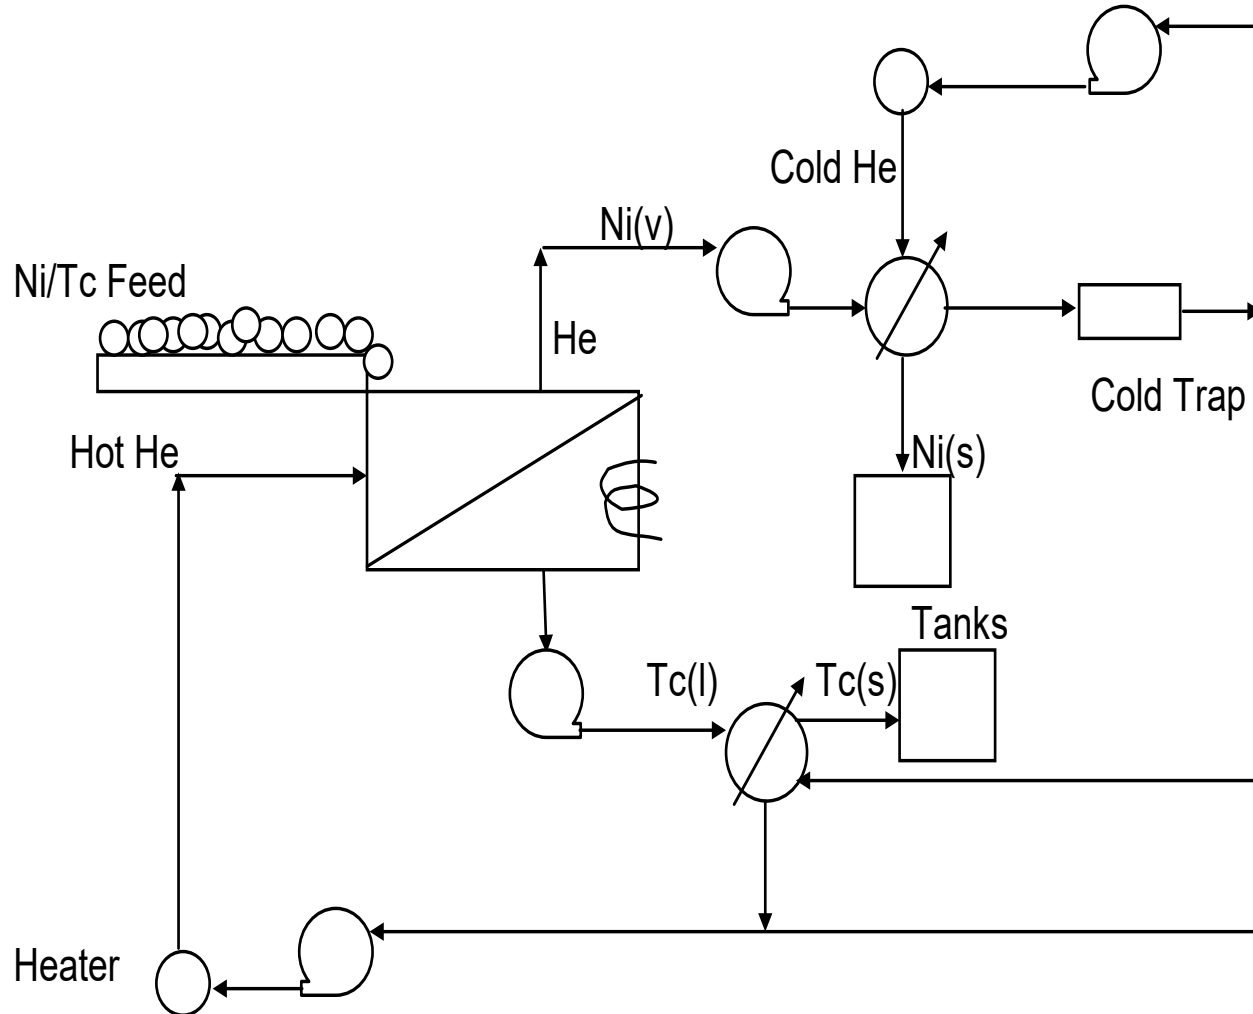 Cold He
Ni(v)
Ni/Tc Feed
He
Cold Trap
Hot He
Ni(s)
Tanks
Tc(l)
Tc(s)
Heater